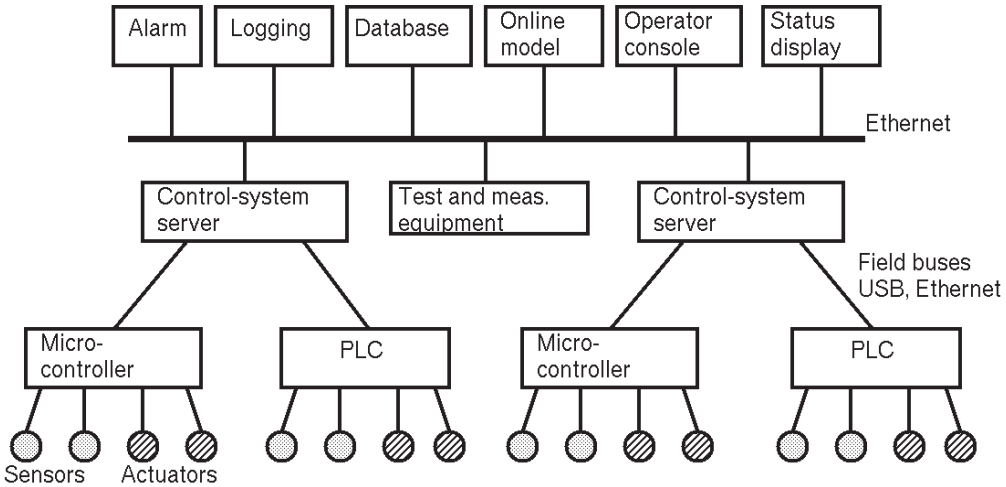 Alarm
Logging
Database
Online
model
Operator
console
Status
display
Ethernet
Control-system
server
Test and meas.
equipment
Control-system
server
Field buses
USB, Ethernet
Micro-
controller
PLC
Micro-
controller
PLC
Sensors
Actuators